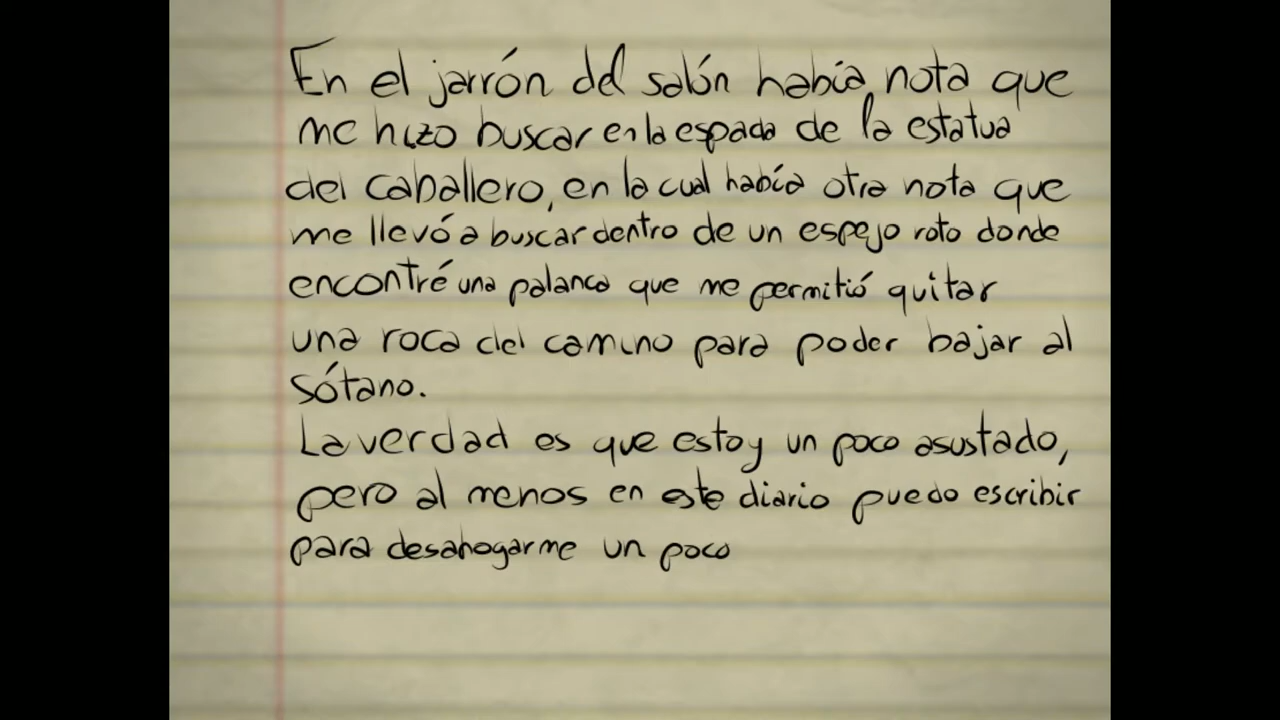 En el jarrón del salón había nota que
me hizo buscar en la espada de la estatua
del caballero, en la cual había otra nota que
me llevó a buscar dentro de un espejo roto donde
encontré una palanca que me permitió quitar
una roca del camino para poder bajar al
sótano.
La verdad es que estoy un poco asustado,
pero al menos en este diario puedo escribir
para desahogarme un poco